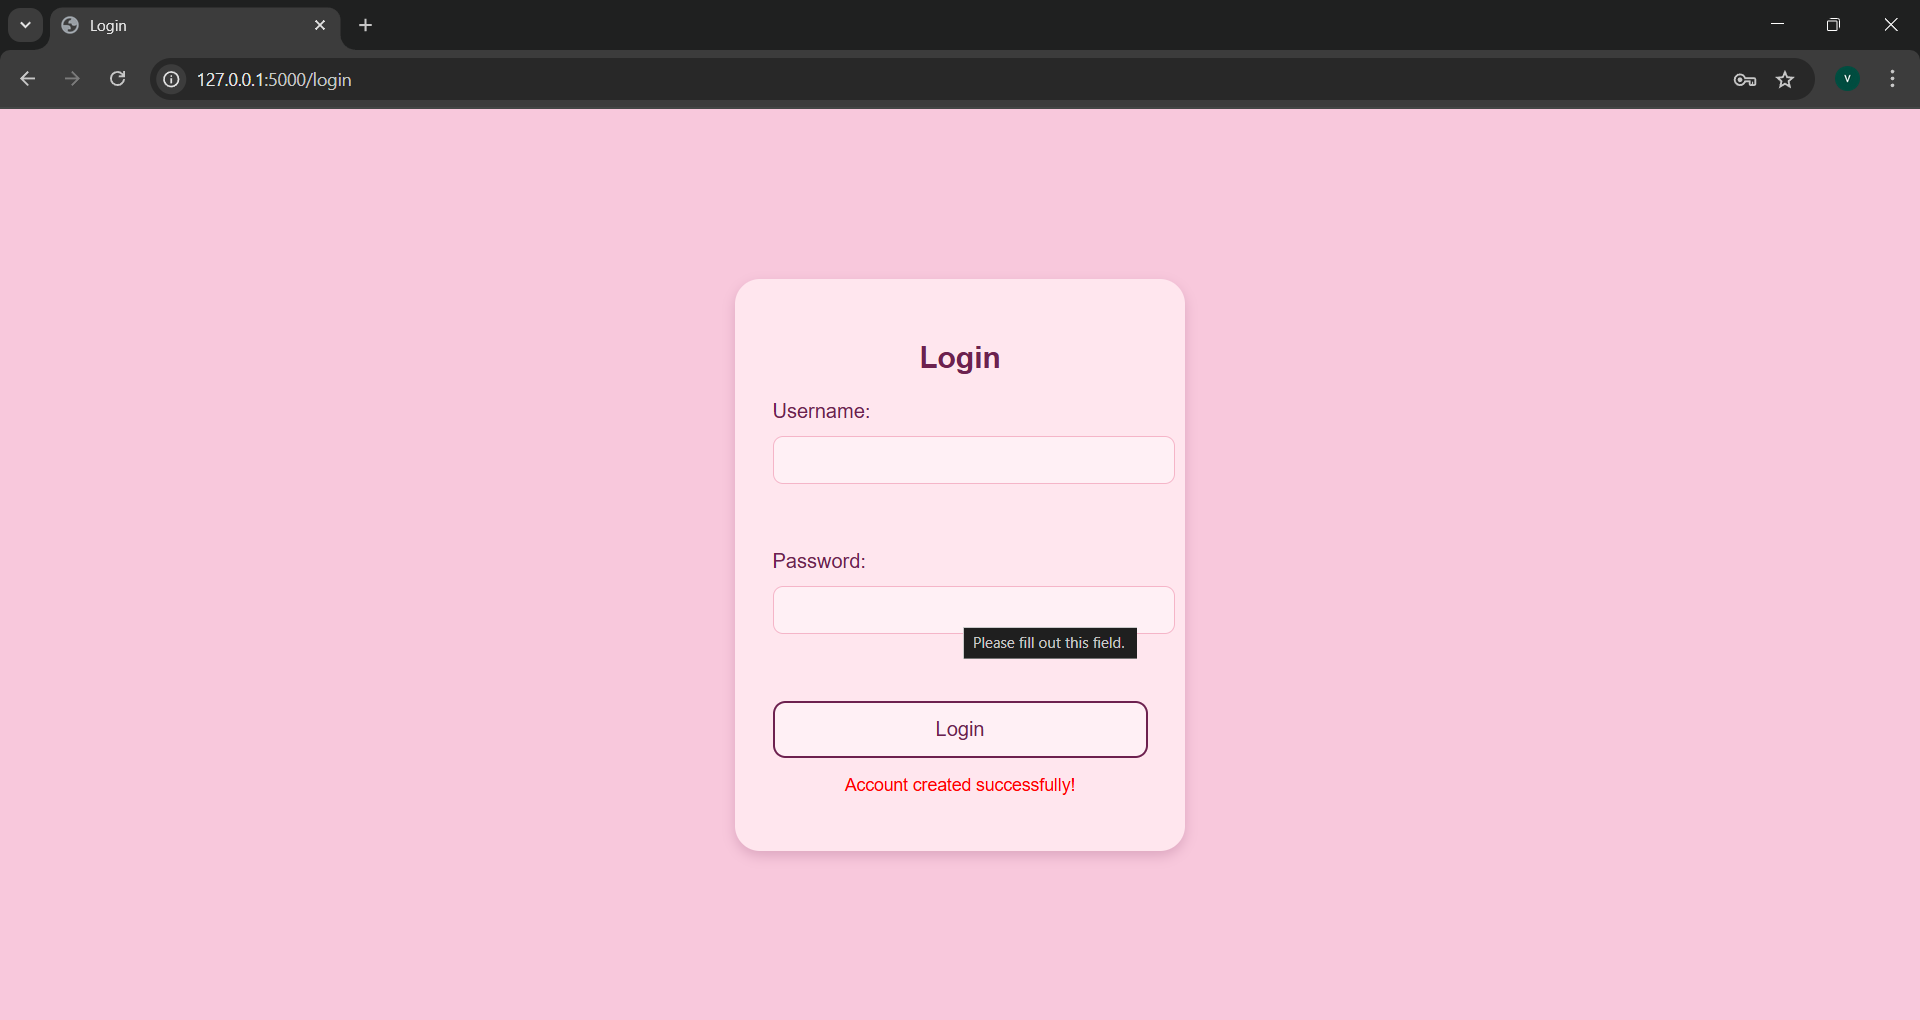 Login
127.0.0.1:5000/login
V
Login
Username:
Password:
Please fill out this field.
Login
Account created successfully!